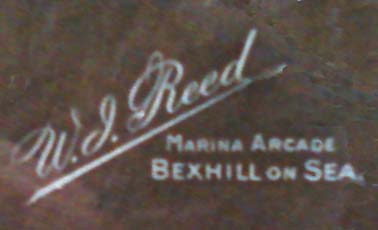 W. J. Reed
MARINA ARCADE
BEXHILL ON SEA.